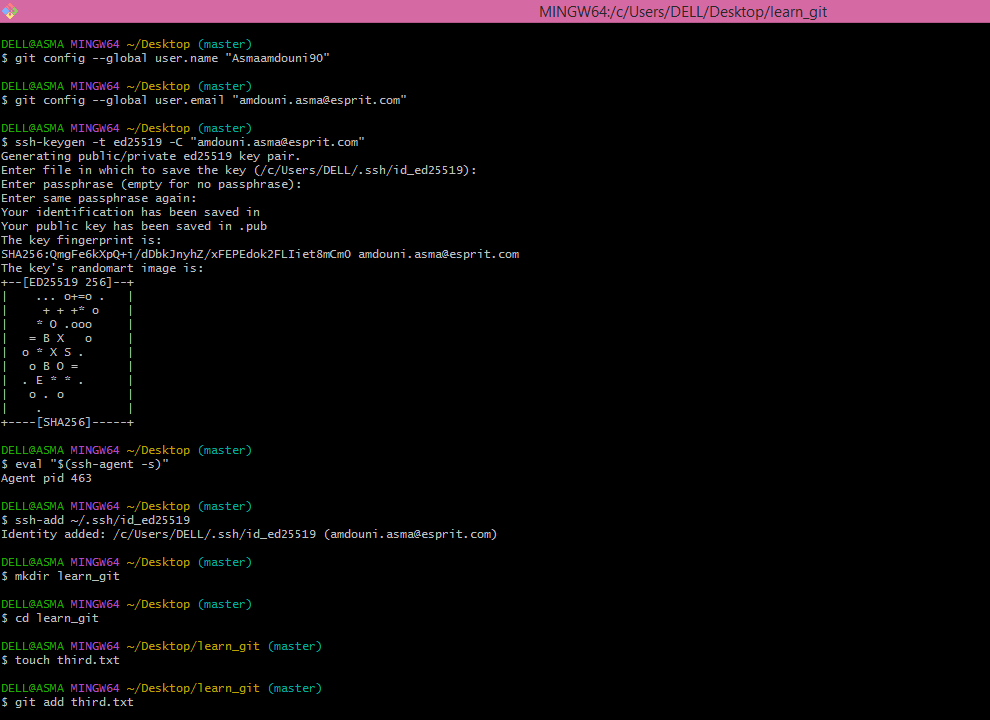 MINGW64:/c/Users/DELL/Desktop/learn_git
DELL@ASMA MINGW64 ~/Desktop (master)
$ git config --global user.name "Asmaamdouni90"
DELL@ASMA MINGW64 ~/Desktop (master)
$ git config --global user.email "amdouni.asma@esprit.com"
DELL@ASMA MINGW64 ~/Desktop (master)
$ ssh-keygen -t ed25519 -C "amdouni.asma@esprit.com"
Generating public/private ed25519 key pair.
Enter file in which to save the key (/c/Users/DELL/.ssh/id_ed25519):
Enter passphrase (empty for no passphrase):
Enter same passphrase again:
Your identification has been saved in
Your public key has been saved in .pub
The key fingerprint is:
SHA256:QmgFe6kXpQ+i/dDbkJnyhZ/xFEPEdok2FLIiet8mCmO amdouni.asma@esprit.com
The key's randomart image is:
+--[ED25519 256]--+
|    ... o+=o .   |
|     + + +* o    |
|    * O .ooo     |
|   = B X   o     |
|  o * X S .      |
|   o B O =       |
|  . E * * .      |
|   o . o         |
|    .            |
+----[SHA256]-----+
DELL@ASMA MINGW64 ~/Desktop (master)
$ eval "$(ssh-agent -s)"
Agent pid 463
DELL@ASMA MINGW64 ~/Desktop (master)
$ ssh-add ~/.ssh/id_ed25519
Identity added: /c/Users/DELL/.ssh/id_ed25519 (amdouni.asma@esprit.com)
DELL@ASMA MINGW64 ~/Desktop (master)
$ mkdir learn_git
DELL@ASMA MINGW64 ~/Desktop (master)
$ cd learn_git
DELL@ASMA MINGW64 ~/Desktop/learn_git (master)
$ touch third.txt
DELL@ASMA MINGW64 ~/Desktop/learn_git (master)
$ git add third.txt